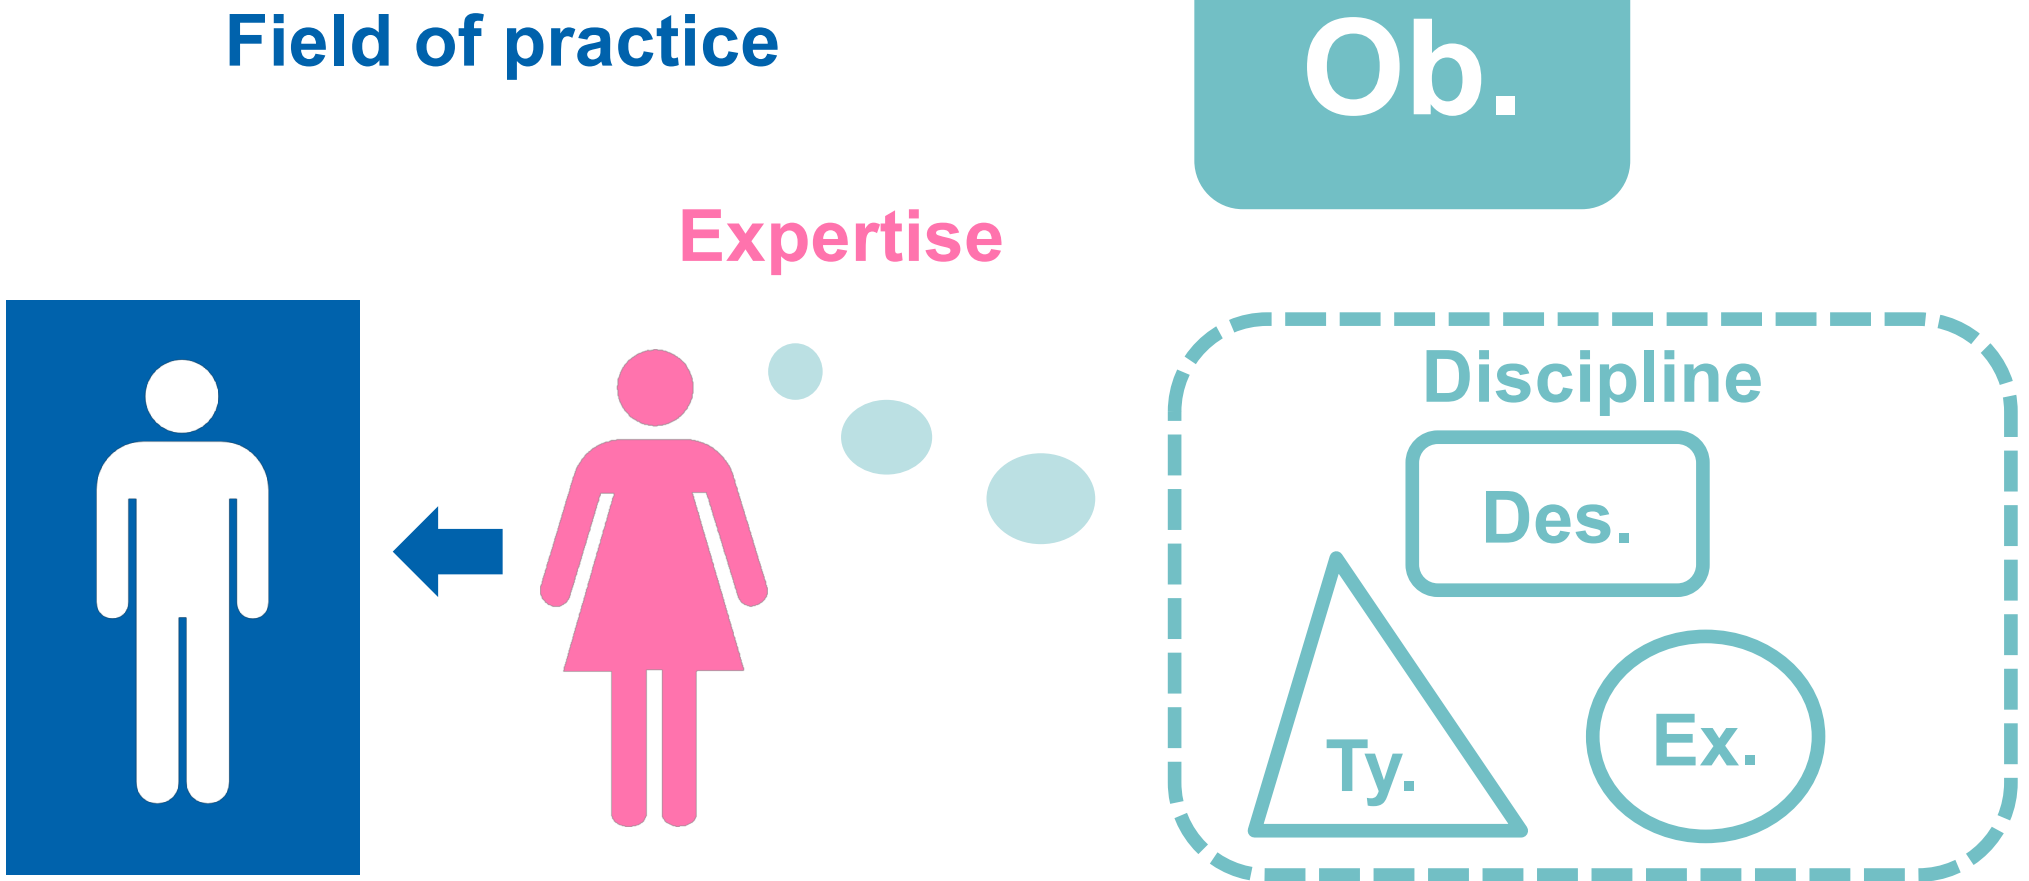 Field of practice
Ob.
Expertise
Discipline
Des.
Ty.
Ex.